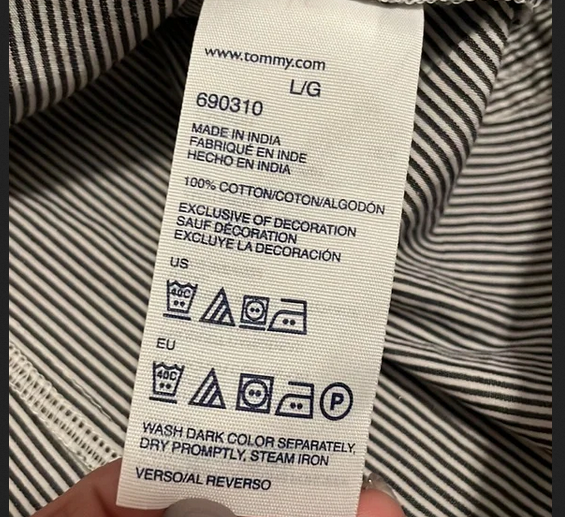 www.tommy.com
L/G
690310
MADE IN INDIA
FABRIQUÉ EN INDE
HECHO EN INDIA
100% COTTON/COTON/ALGODÓN
EXCLUSIVE OF DECORATION
SAUF DÉCORATION
EXCLUYE LA DECORACIÓN
US
40C
EU
40C P
WASH DARK COLOR SEPARATELY,
DRY PROMPTLY, STEAM IRON
VERSO/AL REVERSO